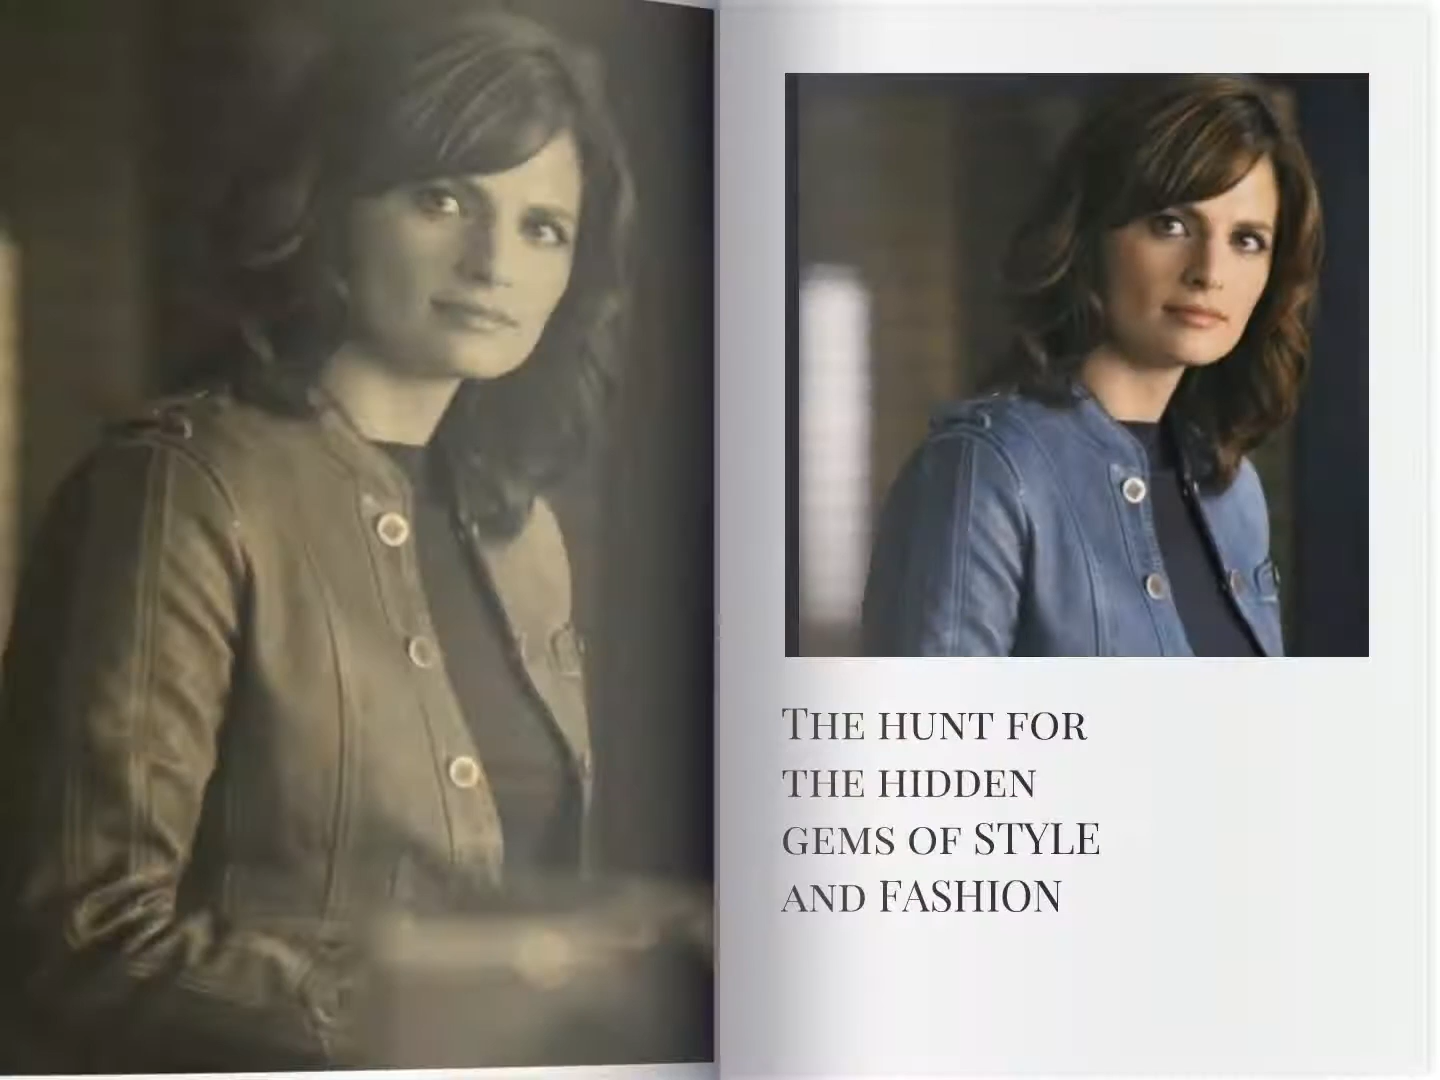 The hunt for
the hidden
gems of STYLE
and FASHION